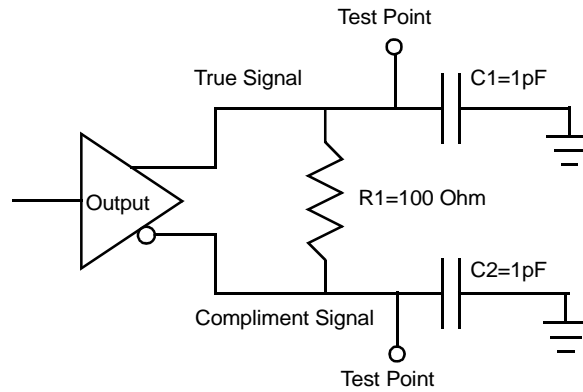 Test Point
True Signal
C1=1pF
Output
R1=100 Ohm
C2=1pF
Compliment Signal
Test Point